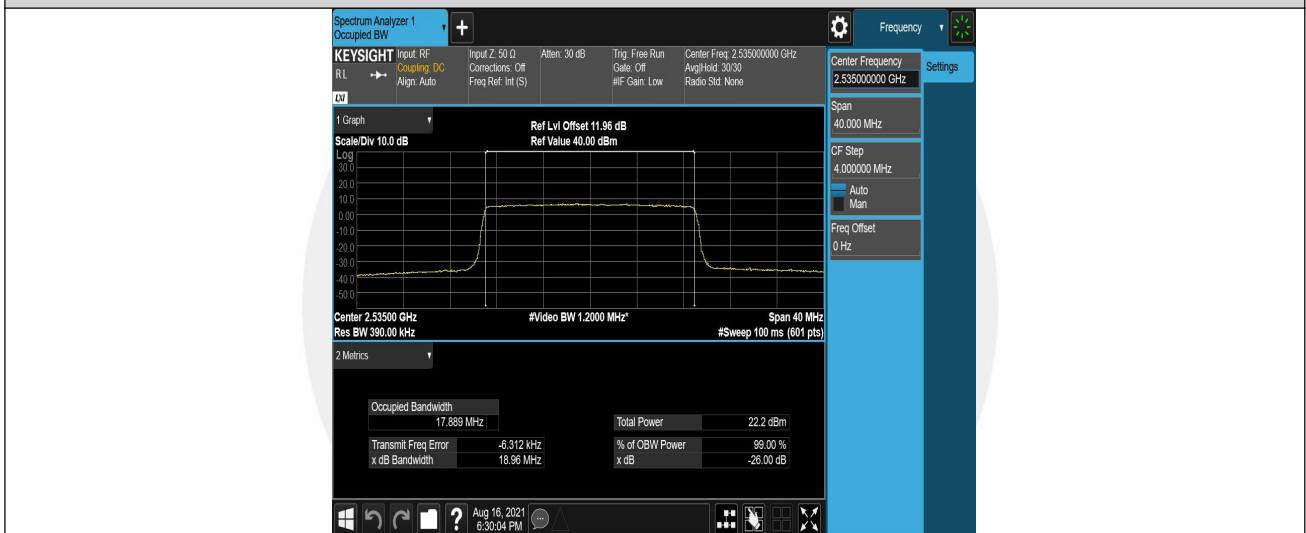 Spectrum Analyzer 1
Occupied BW
+
Frequency
KEYSIGHT
R L
LXI
Input: RF
Coupling: DC
Align: Auto
Input Z: 50 Ω
Corrections: Off
Freq Ref: Int (S)
Atten: 30 dB
Trig: Free Run
Gate: Off
#IF Gain: Low
Center Freq: 2.535000000 GHz
Avg|Hold: 30/30
Radio Std: None
Center Frequency
2.535000000 GHz
Settings
Span
40.000 MHz
CF Step
4.000000 MHz
Auto
Man
Freq Offset
0 Hz
1 Graph
Scale/Div 10.0 dB
Ref Lvl Offset 11.96 dB
Ref Value 40.00 dBm
Log
30.0
20.0
10.0
0.00
-10.0
-20.0
-30.0
-40.0
-50.0
Center 2.53500 GHz
#Video BW 1.2000 MHz*
Span 40 MHz
Res BW 390.00 kHz
#Sweep 100 ms (601 pts)
2 Metrics
Occupied Bandwidth
17.889 MHz
Total Power 22.2 dBm
Transmit Freq Error -6.312 kHz
% of OBW Power 99.00 %
x dB Bandwidth 18.96 MHz
x dB -26.00 dB
?
Aug 16, 2021
6:30:04 PM